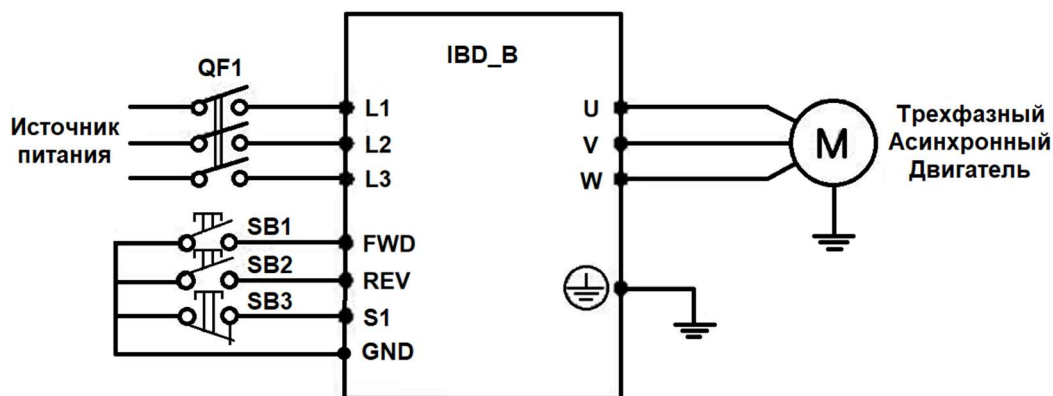 IBD_B
QF1
Источник
питания
L1
L2
L3
U
V
W
M
Трехфазный
Асинхронный
Двигатель
SB1
FWD
SB2
REV
SB3
S1
GND